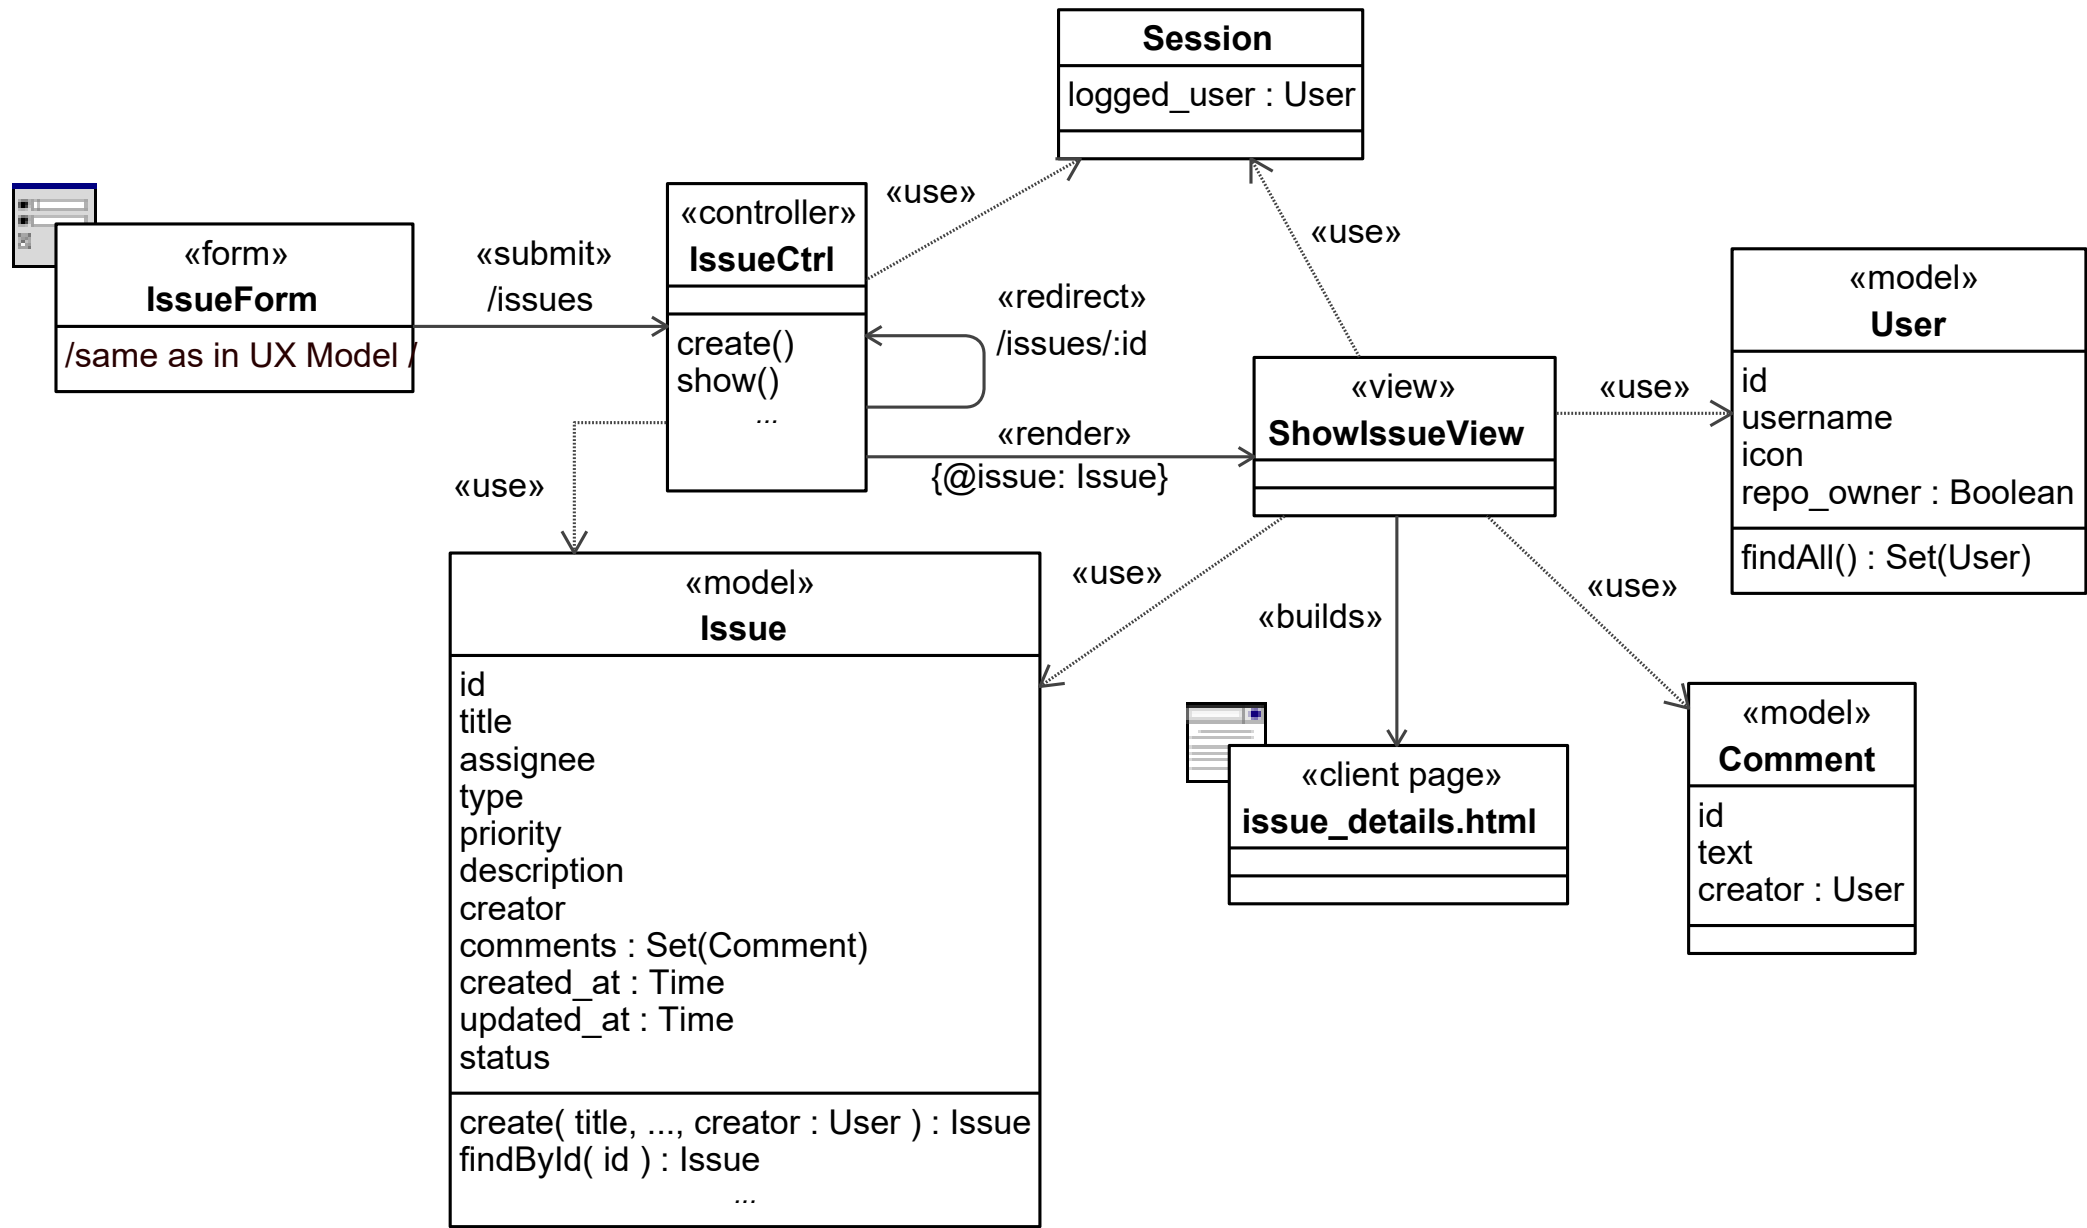 Session
logged_user : User
«form»
IssueForm
/same as in UX Model /
«submit»
/issues
«controller»
IssueCtrl
create()
show()
...
«use»
«use»
«redirect»
/issues/:id
«render»
{@issue: Issue}
«view»
ShowIssueView
«use»
«model»
User
id
username
icon
repo_owner : Boolean
findAll() : Set(User)
«use»
«model»
Issue
id
title
assignee
type
priority
description
creator
comments : Set(Comment)
created_at : Time
updated_at : Time
status
create( title, ..., creator : User ) : Issue
findById( id ) : Issue
...
«use»
«builds»
«use»
«client page»
issue_details.html
«model»
Comment
id
text
creator : User